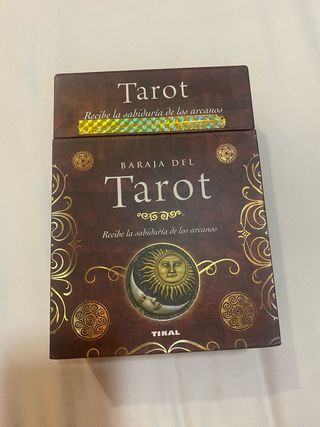 Tarot
Recibe la sabiduría de los arcanos
BARAJA DEL
Tarot
Recibe la sabiduría de los arcanos
TIKAL